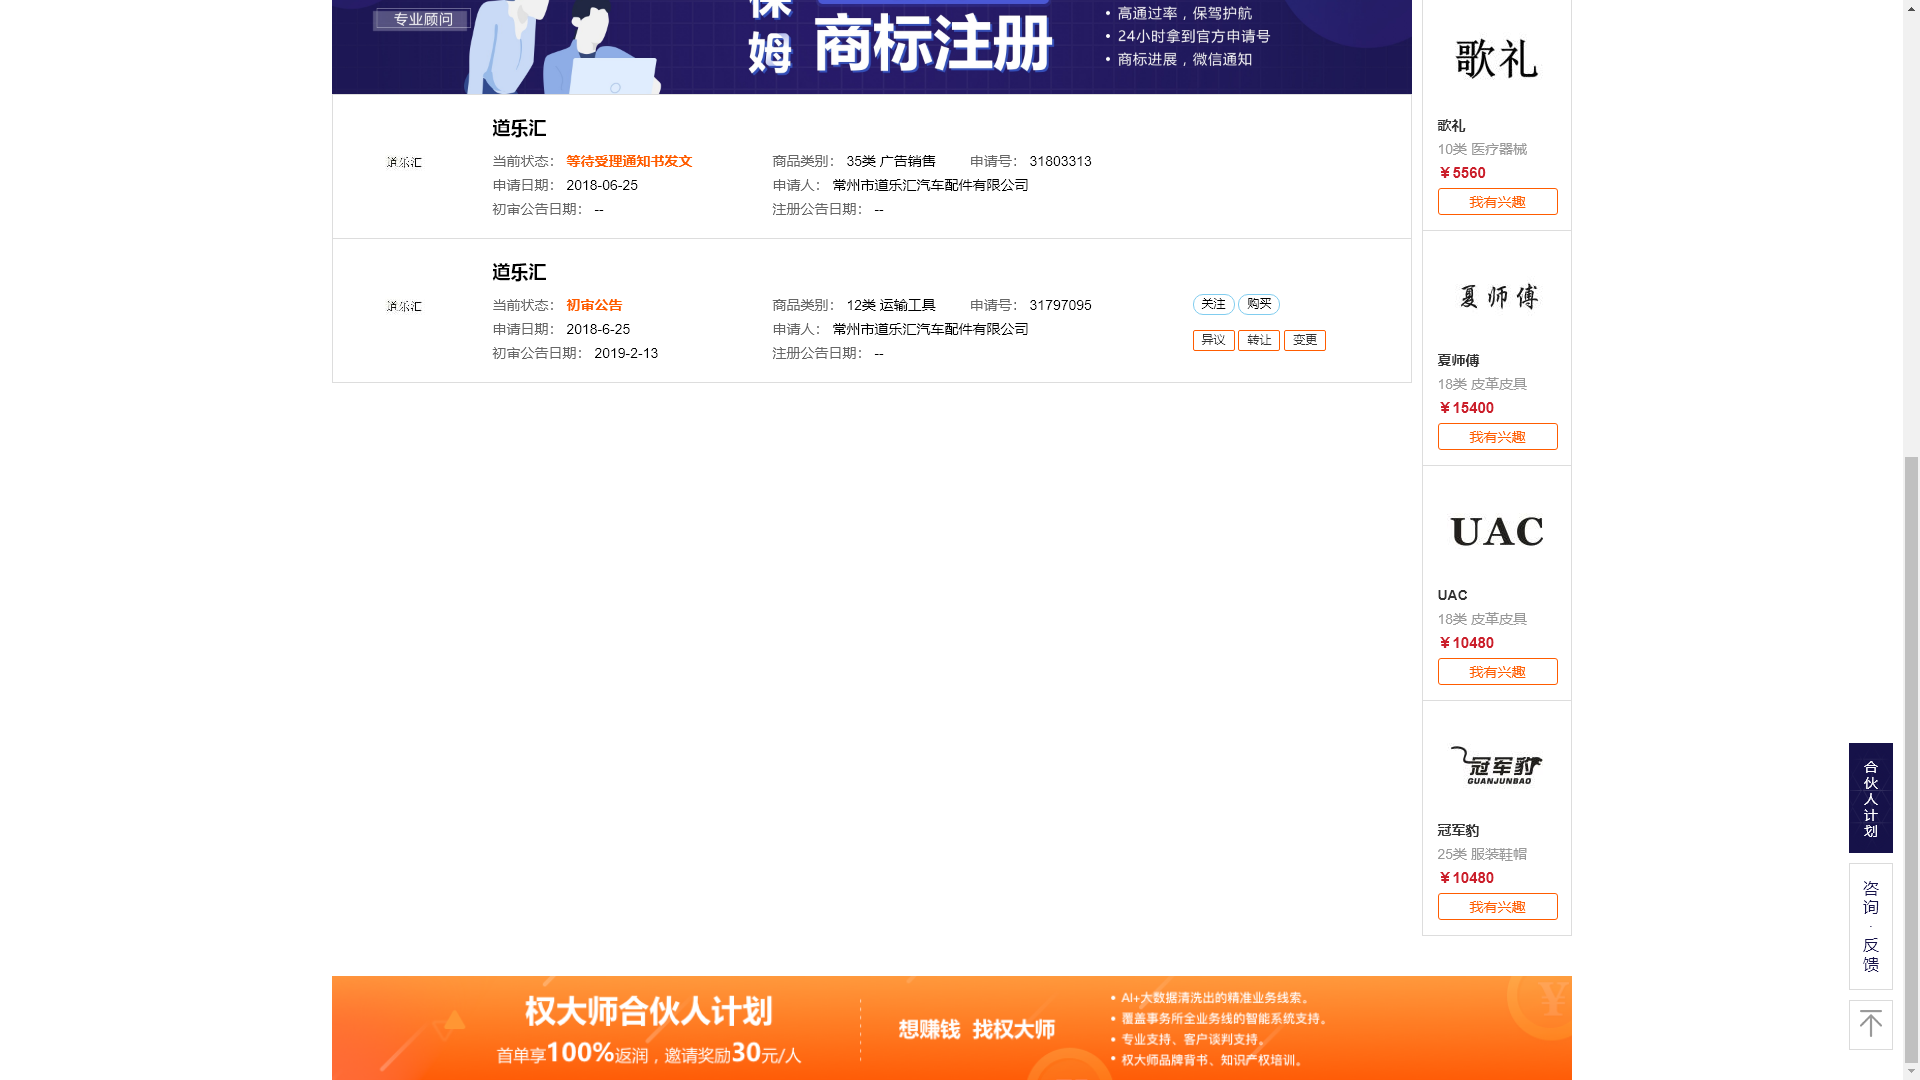 专业顾问
保姆
商标注册
• 高通过率，保驾护航
• 24小时拿到官方申请号
• 商标进展，微信通知
道乐汇
道乐汇
当前状态： 等待受理通知书发文
商品类别： 35类 广告销售
申请号： 31803313
申请日期： 2018-06-25
申请人： 常州市道乐汇汽车配件有限公司
初审公告日期： --
注册公告日期： --
道乐汇
道乐汇
当前状态： 初审公告
商品类别： 12类 运输工具
申请号： 31797095
关注
购买
申请日期： 2018-6-25
申请人： 常州市道乐汇汽车配件有限公司
异议
转让
变更
初审公告日期： 2019-2-13
注册公告日期： --
歌礼
歌礼
10类 医疗器械
￥5560
我有兴趣
夏师傅
夏师傅
18类 皮革皮具
￥15400
我有兴趣
UAC
UAC
18类 皮革皮具
￥10480
我有兴趣
冠军豹
GUANJUNBAO
冠军豹
25类 服装鞋帽
￥10480
我有兴趣
合伙人计划
咨询·反馈
权大师合伙人计划
首单享100%返润，邀请奖励30元/人
想赚钱 找权大师
• AI+大数据清洗出的精准业务线索。
• 覆盖事务所全业务线的智能系统支持。
• 专业支持、客户谈判支持。
• 权大师品牌背书、知识产权培训。